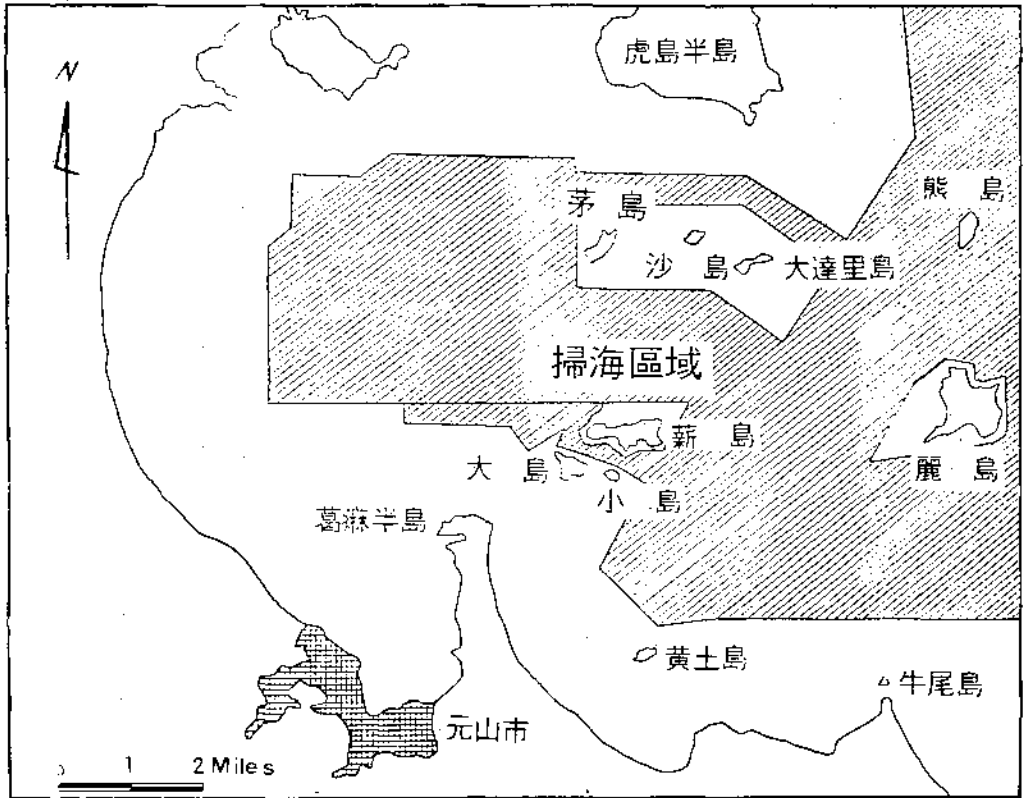 虎島半島
N
熊 島
茅 島
沙 島
大達里島
掃海區域
薪 島
麗 島
大 島
小 島
葛麻半島
黄土島
牛尾島
元山市
0 1 2 Miles